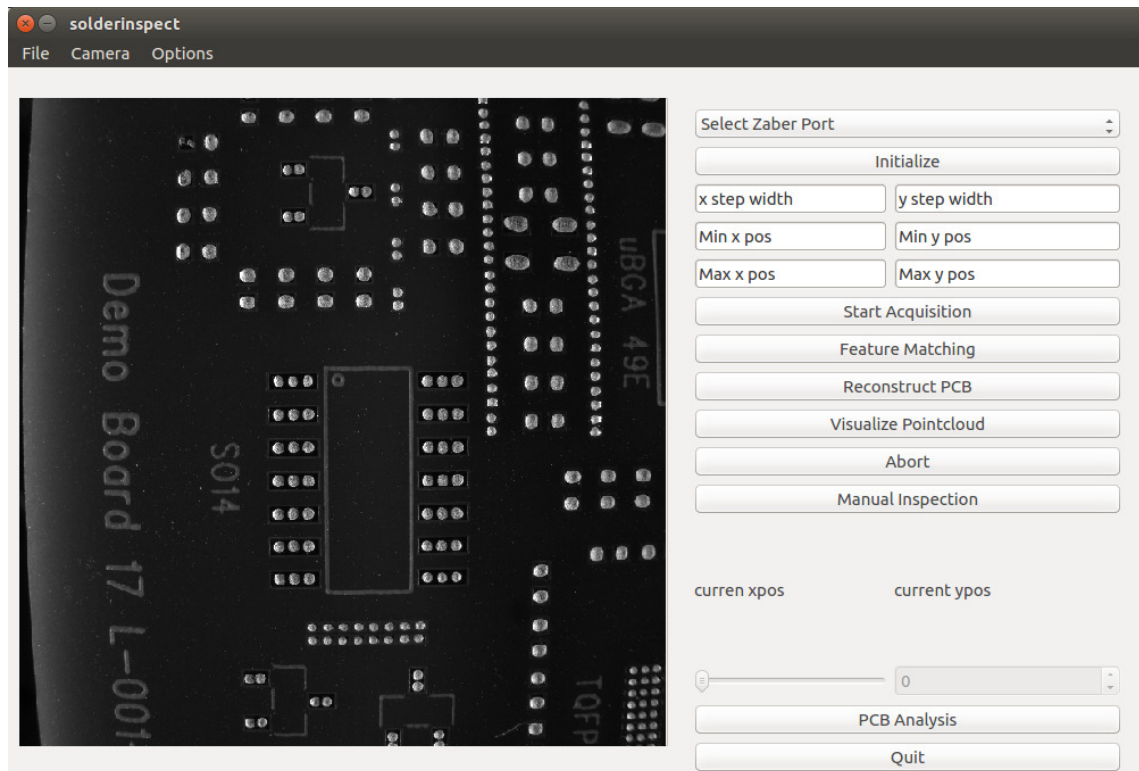 solderinspect
File Camera Options
Demo Board 17 L-001
SO14
uBGA 49E
TQFP
Select Zaber Port
Initialize
x step width y step width
Min x pos Min y pos
Max x pos Max y pos
Start Acquisition
Feature Matching
Reconstruct PCB
Visualize Pointcloud
Abort
Manual Inspection
curren xpos current ypos
0
PCB Analysis
Quit